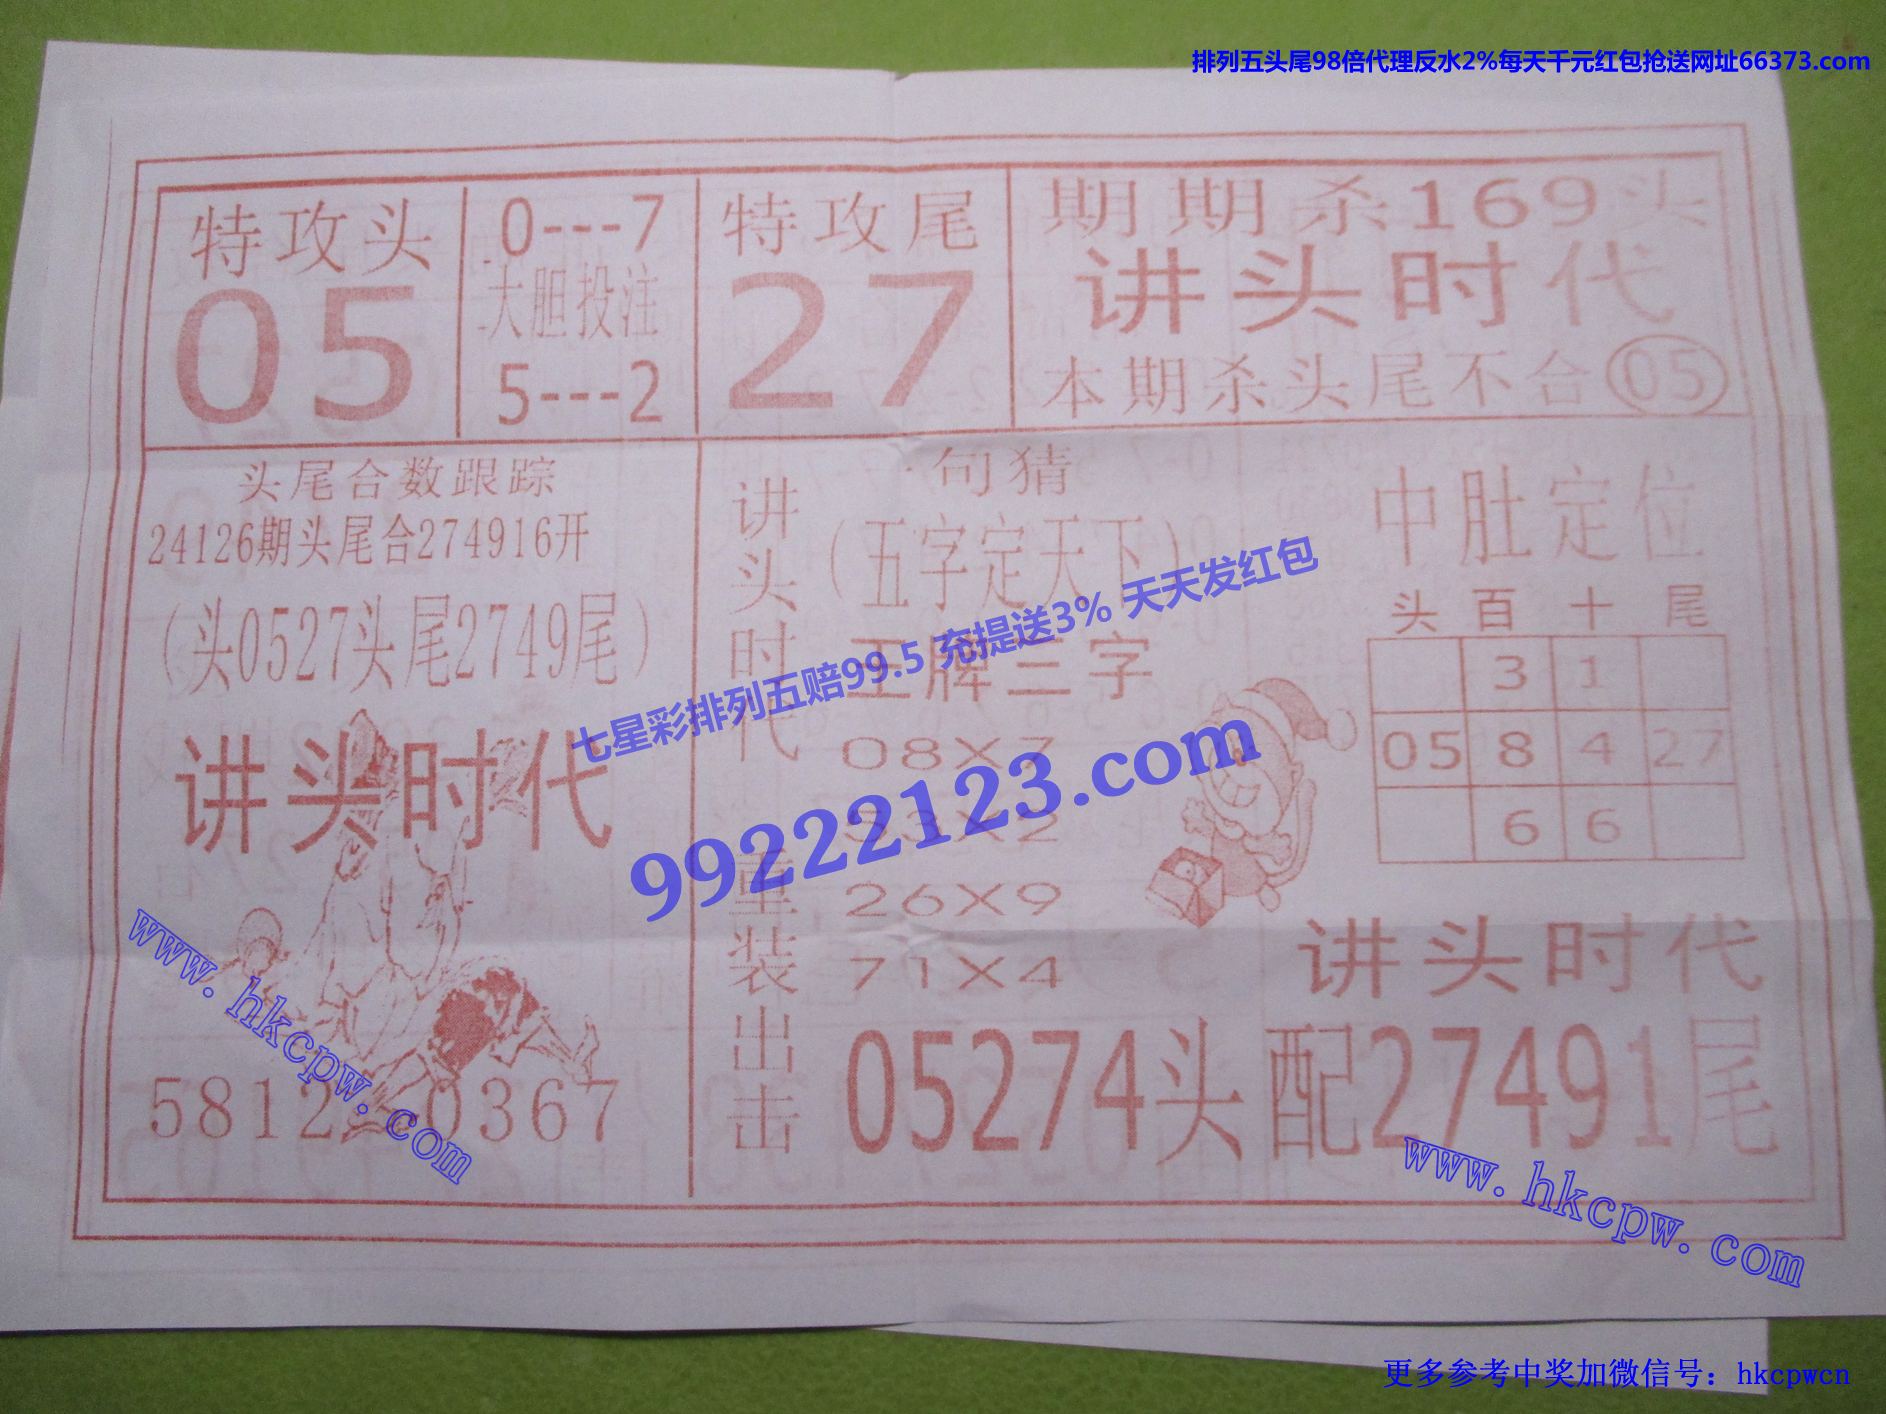 排列五头尾98倍代理反水2%每天千元红包抢送网址66373.com
特攻头
05
0---7
大胆投注
5---2
特攻尾
27
期期杀169头
讲头时代
本期杀头尾不合05
头尾合数跟踪
24126期头尾合274916开
（头0527头尾2749尾）
讲头时代
5812 0367
讲头时代
重装出击
一句猜
（五字定天下）
王牌三字
08X7
53X2
26X9
71X4
中肚定位
头 百 十 尾
3 1
05 8 4 27
6 6
讲头时代
05274头配27491尾
七星彩排列五赔99.5 充提送3% 天天发红包
99222123.com
www.hkcpw.com
www.hkcpw.com
更多参考中奖加微信号：hkcpwcn